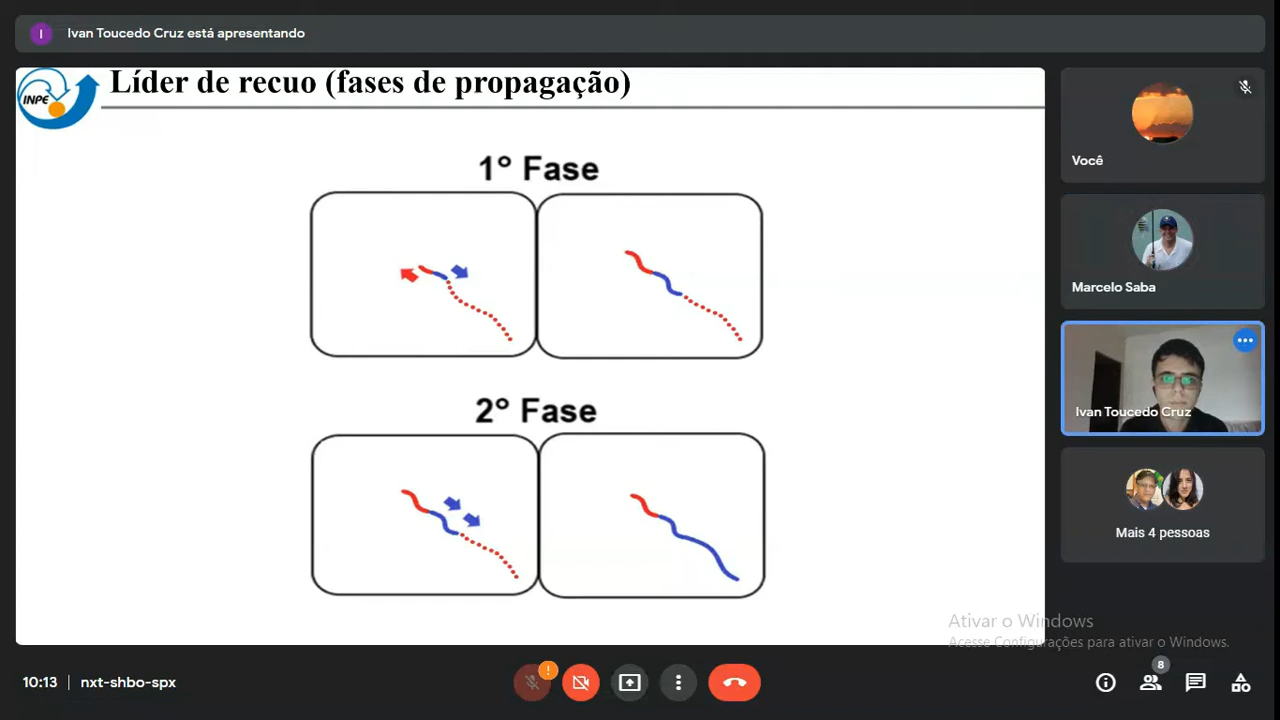 I
Ivan Toucedo Cruz está apresentando
INPE
Líder de recuo (fases de propagação)
1° Fase
2° Fase
Você
Marcelo Saba
Ivan Toucedo Cruz
Mais 4 pessoas
Ativar o Windows
Acesse Configurações para ativar o Windows.
10:13 | nxt-shbo-spx
!
8